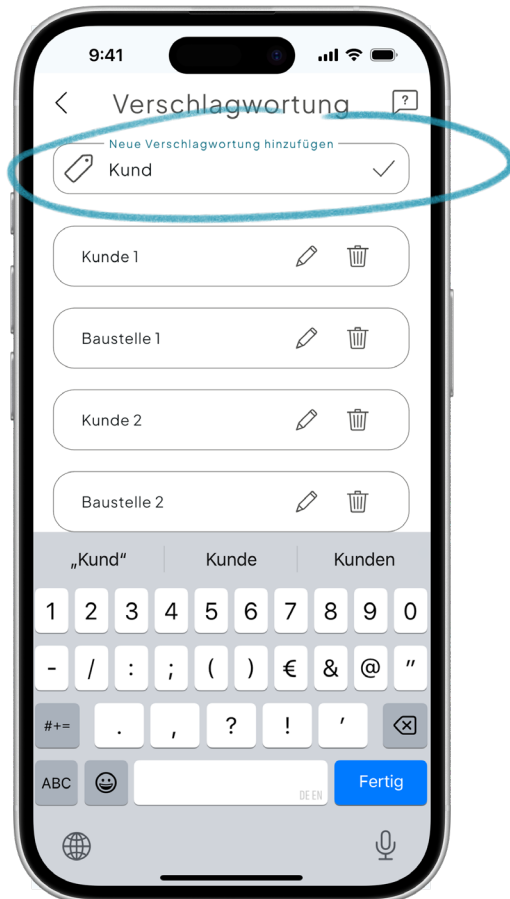 9:41
Verschlagwortung
?
Neue Verschlagwortung hinzufügen
Kund
Kunde 1
Baustelle 1
Kunde 2
Baustelle 2
„Kund“ Kunde Kunden
1 2 3 4 5 6 7 8 9 0
- / : ; ( ) € & @ "
#+= . , ? ! ’
ABC Fertig
DE EN